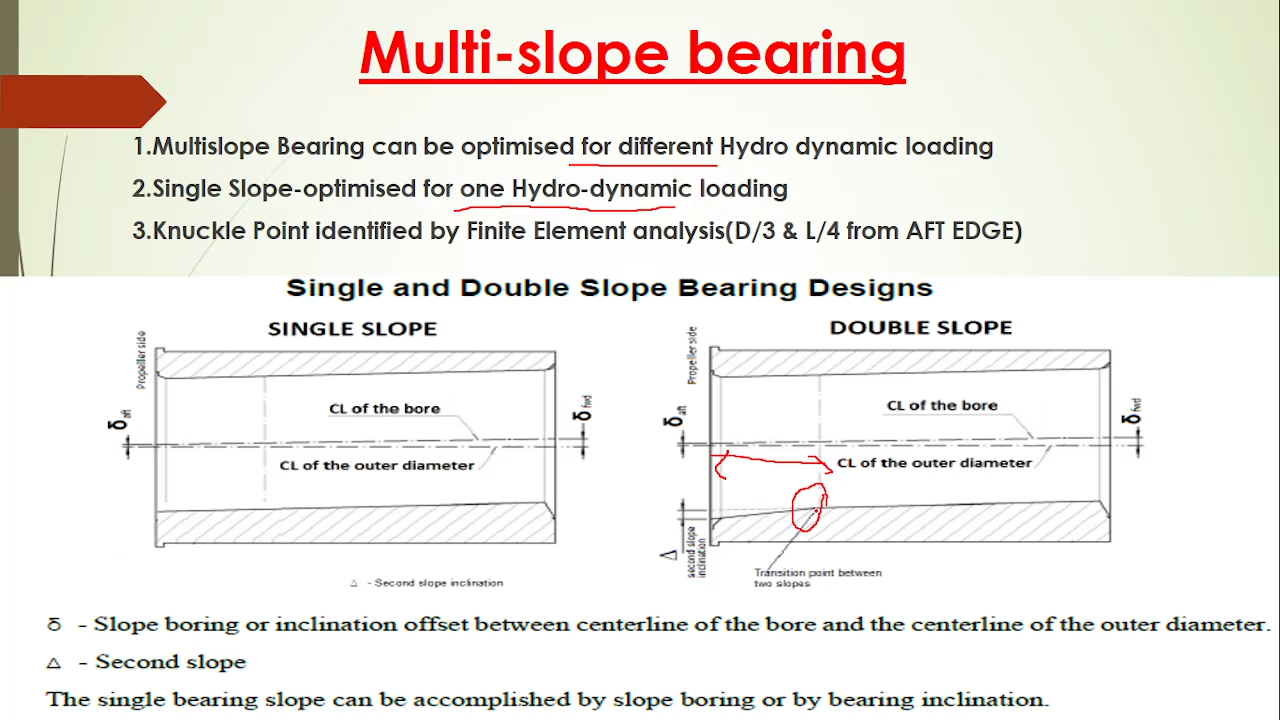 Multi-slope bearing
1.Multislope Bearing can be optimised for different Hydro dynamic loading
2.Single Slope-optimised for one Hydro-dynamic loading
3.Knuckle Point identified by Finite Element analysis(D/3 & L/4 from AFT EDGE)
Single and Double Slope Bearing Designs
SINGLE SLOPE
Propeller side
δaft
CL of the bore
δfwd
CL of the outer diameter
Δ - Second slope inclination
DOUBLE SLOPE
Propeller side
δaft
CL of the bore
δfwd
CL of the outer diameter
Δ
second slope
inclination
Transition point between
two slopes
δ - Slope boring or inclination offset between centerline of the bore and the centerline of the outer diameter.
Δ - Second slope
The single bearing slope can be accomplished by slope boring or by bearing inclination.